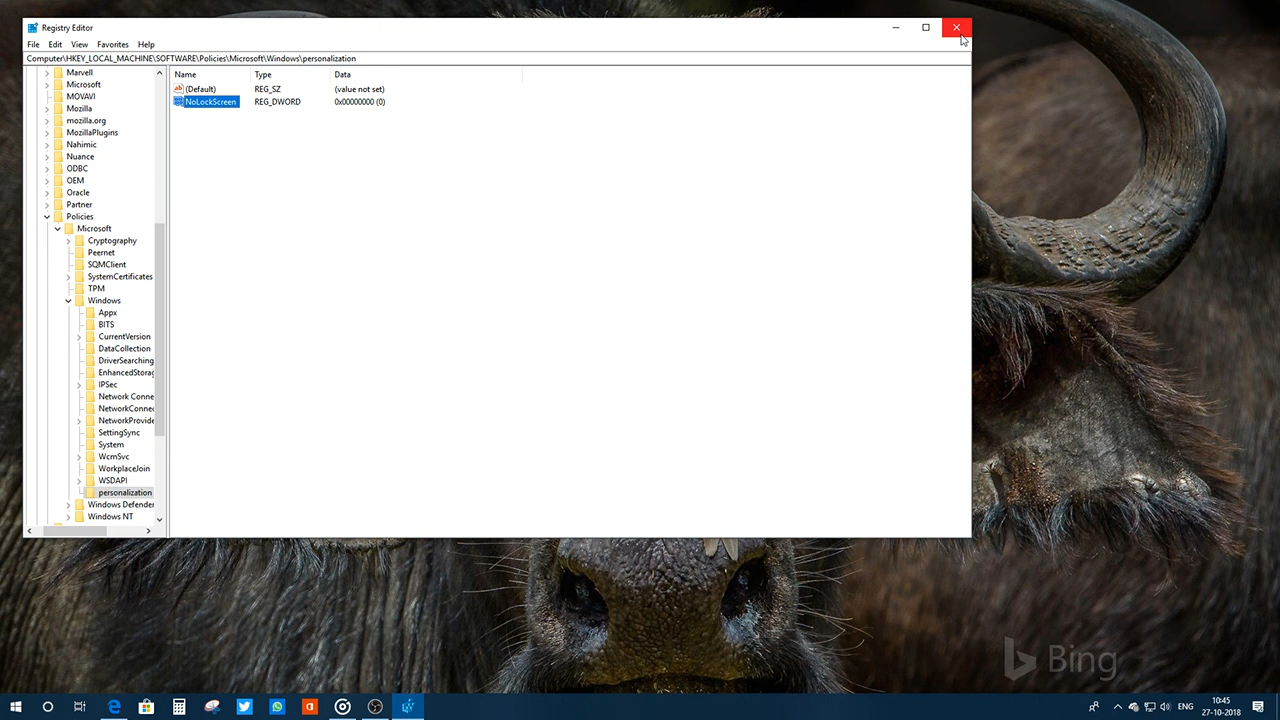 Registry Editor
File Edit View Favorites Help
Computer\HKEY_LOCAL_MACHINE\SOFTWARE\Policies\Microsoft\Windows\personalization
Marvell
Microsoft
MOVAVI
Mozilla
mozilla.org
MozillaPlugins
Nahimic
Nuance
ODBC
OEM
Oracle
Partner
Policies
Microsoft
Cryptography
Peernet
SQMClient
SystemCertificates
TPM
Windows
Appx
BITS
CurrentVersion
DataCollection
DriverSearching
EnhancedStorag
IPSec
Network Conne
NetworkConnec
NetworkProvide
SettingSync
System
WcmSvc
WorkplaceJoin
WSDAPI
personalization
Windows Defender
Windows NT
Name Type Data
ab (Default) REG_SZ (value not set)
NoLockScreen REG_DWORD 0x00000000 (0)
Bing
ENG
10:45
27-10-2018